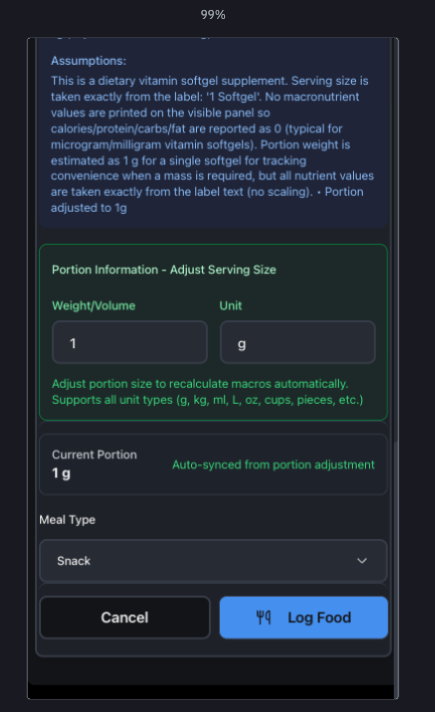 99%
Assumptions:
This is a dietary vitamin softgel supplement. Serving size is
taken exactly from the label: '1 Softgel'. No macronutrient
values are printed on the visible panel so
calories/protein/carbs/fat are reported as 0 (typical for
microgram/milligram vitamin softgels). Portion weight is
estimated as 1 g for a single softgel for tracking
convenience when a mass is required, but all nutrient values
are taken exactly from the label text (no scaling). • Portion
adjusted to 1g
Portion Information - Adjust Serving Size
Weight/Volume Unit
1 g
Adjust portion size to recalculate macros automatically.
Supports all unit types (g, kg, ml, L, oz, cups, pieces, etc.)
Current Portion
1 g
Auto-synced from portion adjustment
Meal Type
Snack
Cancel Log Food